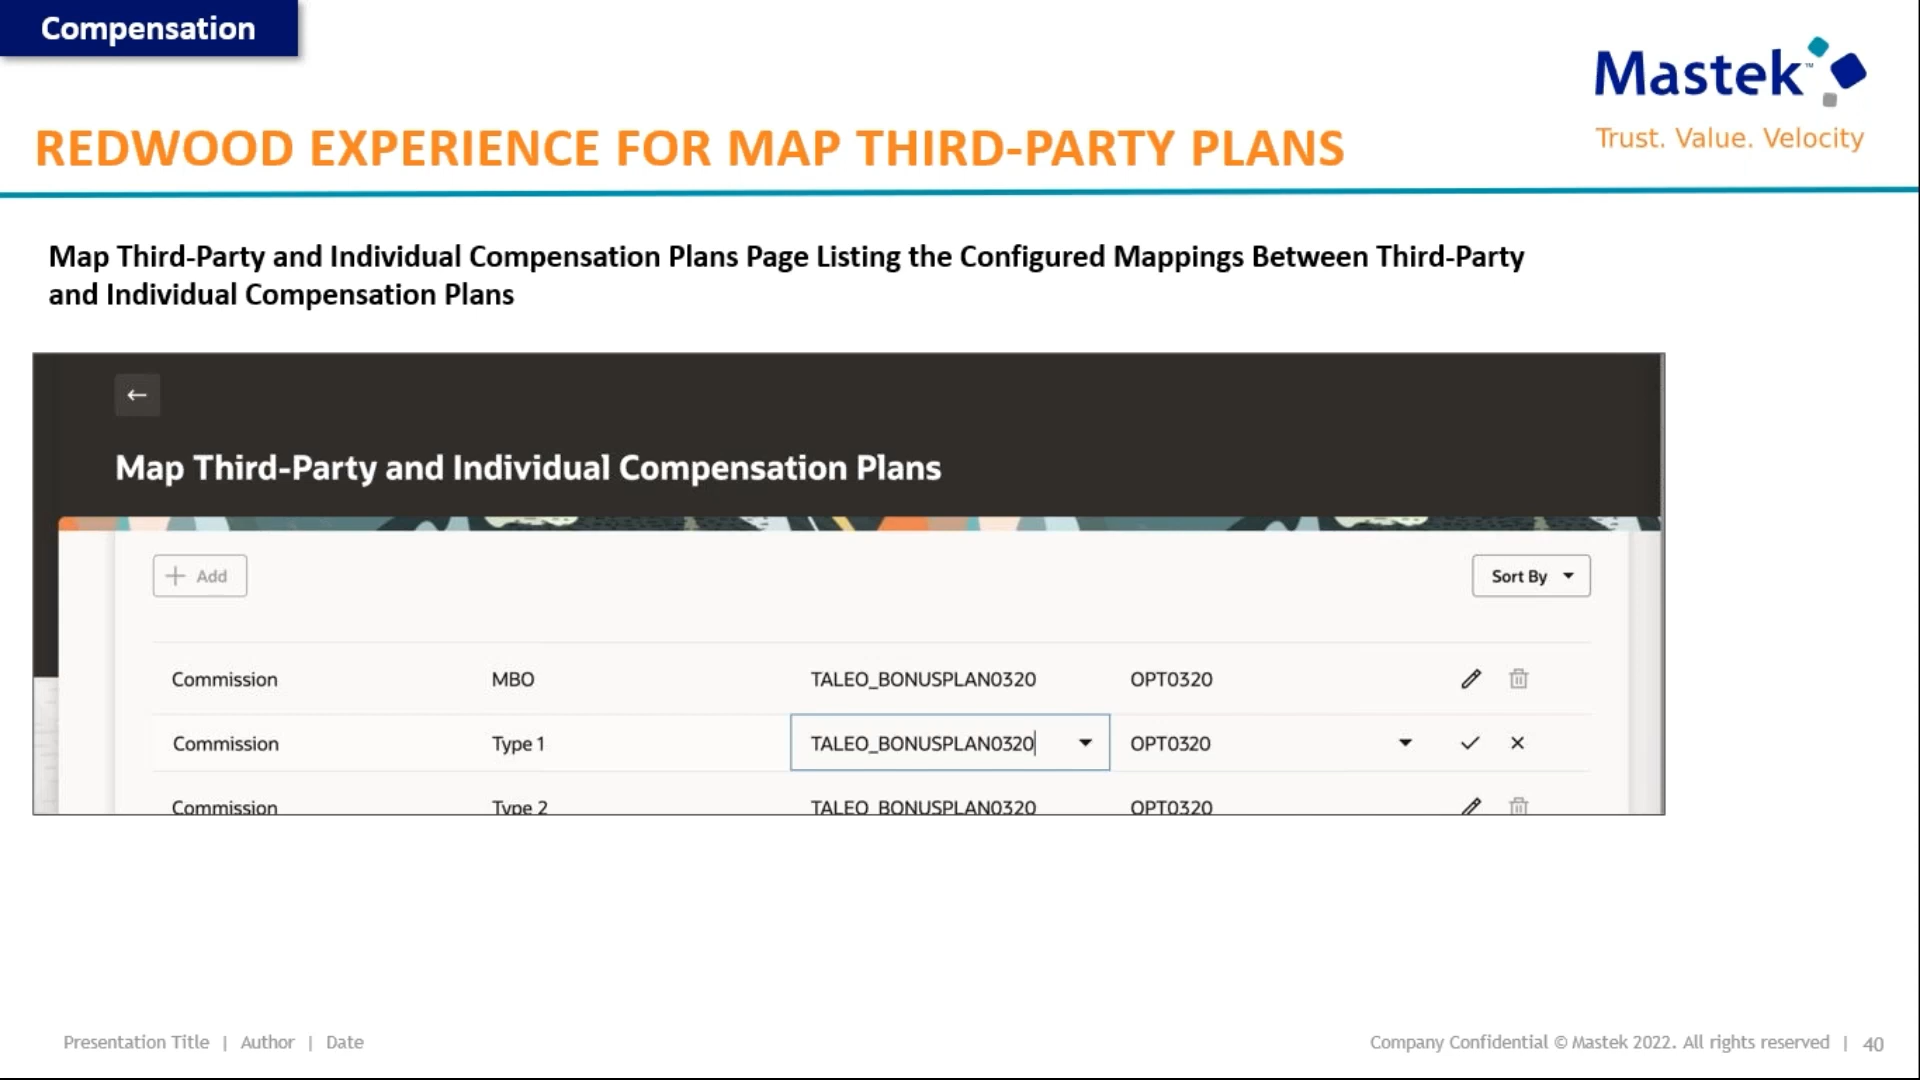 Compensation
Mastek™
Trust. Value. Velocity
REDWOOD EXPERIENCE FOR MAP THIRD-PARTY PLANS
Map Third-Party and Individual Compensation Plans Page Listing the Configured Mappings Between Third-Party
and Individual Compensation Plans
Map Third-Party and Individual Compensation Plans
Add
Sort By
Commission MBO TALEO_BONUSPLAN0320 OPT0320
Commission Type 1 TALEO_BONUSPLAN0320 OPT0320
Commission Type 2 TALEO_BONUSPLAN0320 OPT0320
Presentation Title | Author | Date
Company Confidential © Mastek 2022. All rights reserved | 40